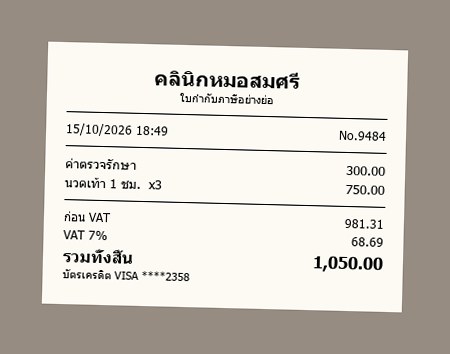 คลินิกหมอสมศรี
ใบกำกับภาษีอย่างย่อ
15/10/2026 18:49 No.9484
ค่าตรวจรักษา 300.00
นวดเท้า 1 ชม. x3 750.00
ก่อน VAT 981.31
VAT 7% 68.69
รวมทั้งสิ้น 1,050.00
บัตรเครดิต VISA ****2358